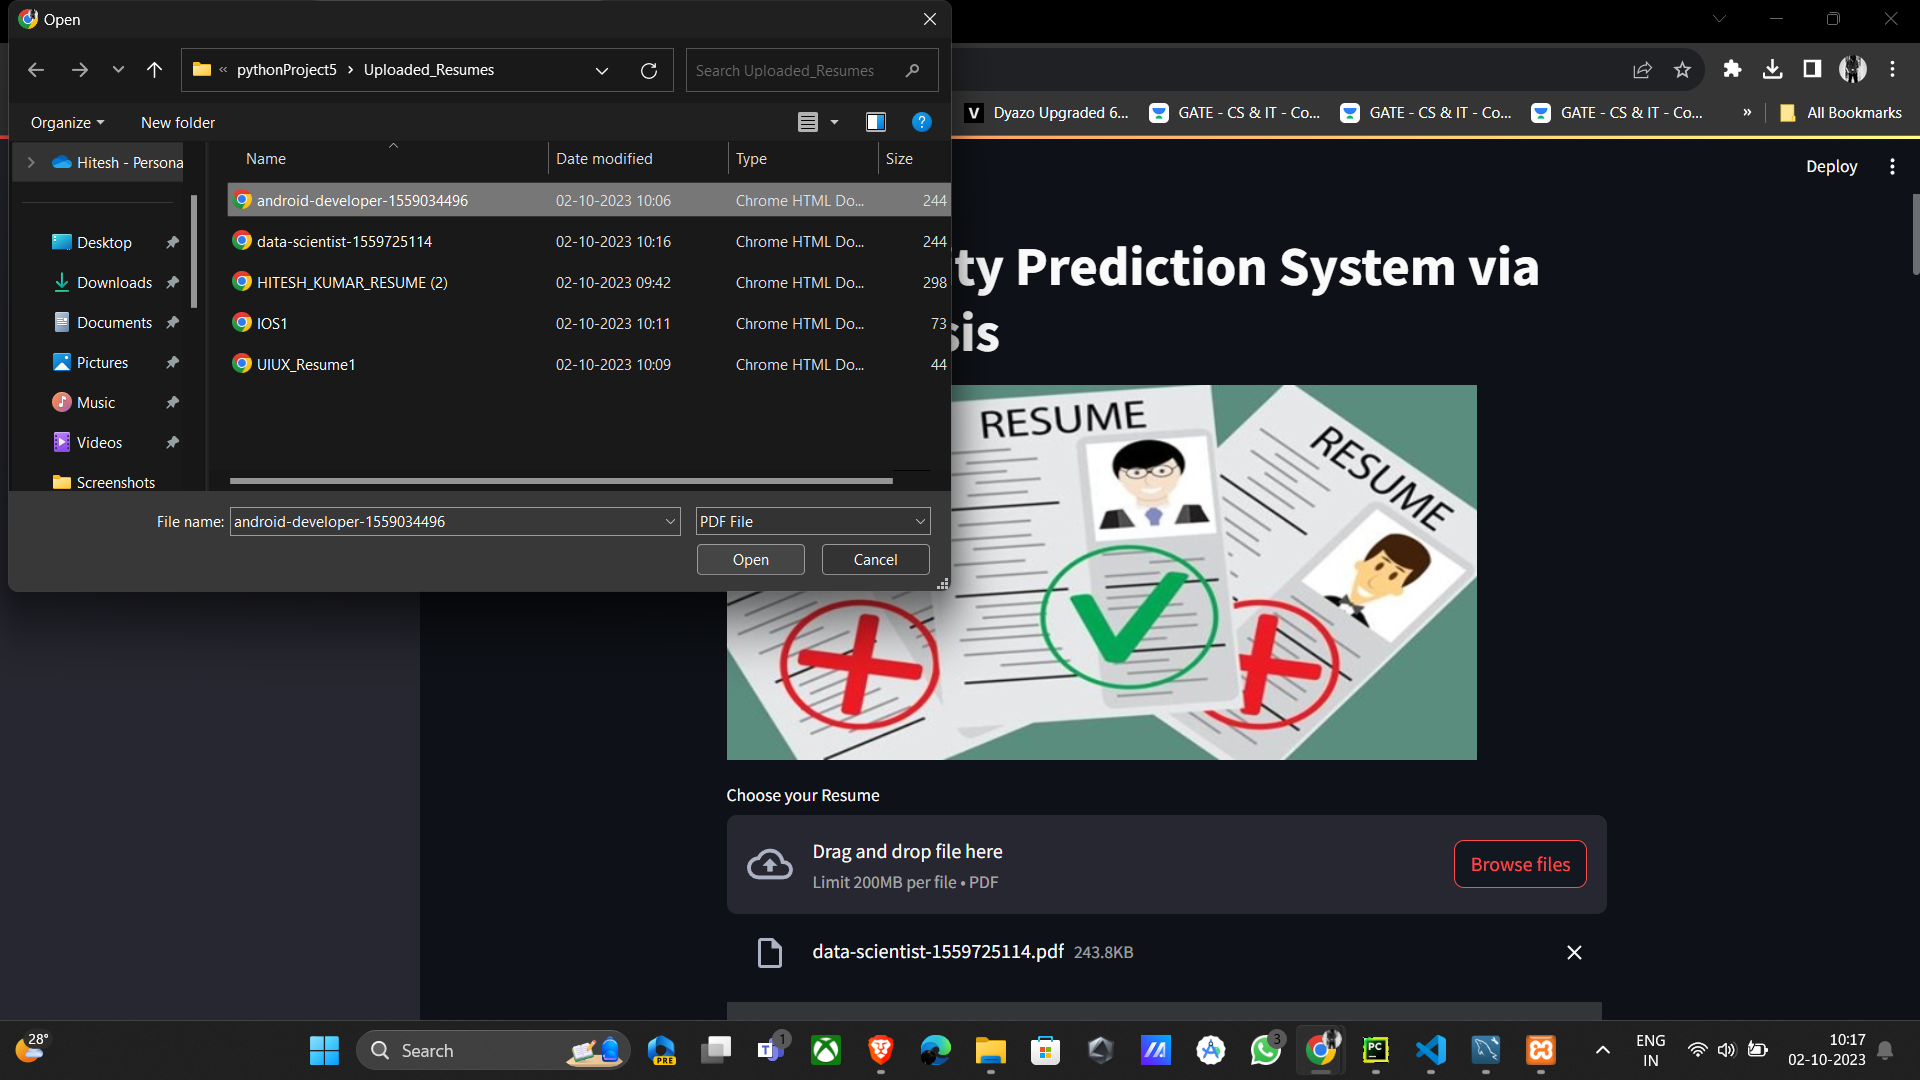 Open
« pythonProject5 › Uploaded_Resumes
Search Uploaded_Resumes
Organize
New folder
Hitesh - Persona
Desktop
Downloads
Documents
Pictures
Music
Videos
Screenshots
Name Date modified Type Size
android-developer-1559034496 02-10-2023 10:06 Chrome HTML Do... 244
data-scientist-1559725114 02-10-2023 10:16 Chrome HTML Do... 244
HITESH_KUMAR_RESUME (2) 02-10-2023 09:42 Chrome HTML Do... 298
IOS1 02-10-2023 10:11 Chrome HTML Do... 73
UIUX_Resume1 02-10-2023 10:09 Chrome HTML Do... 44
File name: android-developer-1559034496
PDF File
Open Cancel
V Dyazo Upgraded 6... GATE - CS & IT - Co... GATE - CS & IT - Co... GATE - CS & IT - Co... » All Bookmarks
Deploy
ty Prediction System via
sis
RESUME
RESUME
Choose your Resume
Drag and drop file here
Limit 200MB per file • PDF
Browse files
data-scientist-1559725114.pdf 243.8KB
28°
Search
PRE
1
T
3
PC
ENG
IN
10:17
02-10-2023